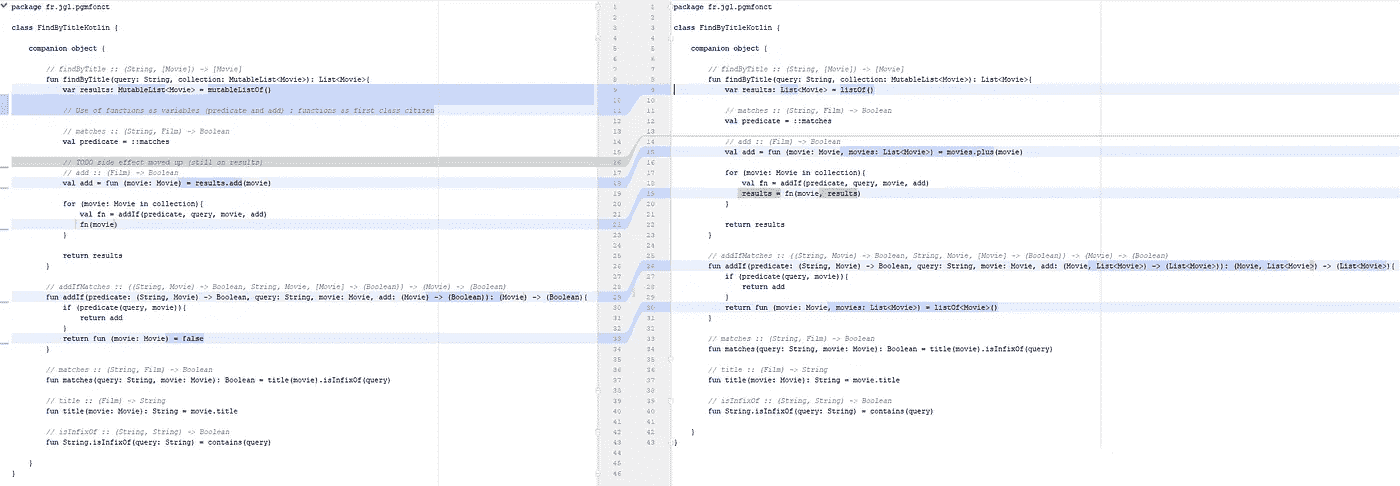 package fr.jgl.pgmfonct
class FindByTitleKotlin {
companion object {
// findByTitle :: (String, [Movie]) -> [Movie]
fun findByTitle(query: String, collection: MutableList<Movie>): List<Movie>{
var results: MutableList<Movie> = mutableListOf()
// Use of functions as variables (predicate and add) : functions as first class citizen
// matches :: (String, Film) -> Boolean
val predicate = ::matches
// TODO side effect moved up (still on results)
// add :: (Film) -> Boolean
val add = fun (movie: Movie) = results.add(movie)
for (movie: Movie in collection){
val fn = addIf(predicate, query, movie, add)
fn(movie)
}
return results
}
// addIfMatches :: ((String, Movie) -> Boolean, String, Movie, [Movie] -> (Boolean)) -> (Movie) -> (Boolean)
fun addIf(predicate: (String, Movie) -> Boolean, query: String, movie: Movie, add: (Movie) -> (Boolean)): (Movie) -> (Boolean){
if (predicate(query, movie)){
return add
}
return fun (movie: Movie) = false
}
// matches :: (String, Film) -> Boolean
fun matches(query: String, movie: Movie): Boolean = title(movie).isInfixOf(query)
// title :: (Film) -> String
fun title(movie: Movie): String = movie.title
// isInfixOf :: (String, String) -> Boolean
fun String.isInfixOf(query: String) = contains(query)
}
}
1
2
3
4
5
6
7
8
9
10
11
12
13
14
15
16
17
18
19
20
21
22
23
24
25
26
27
28
29
30
31
32
33
34
35
36
37
38
39
40
41
42
43
44
45
46
1
2
3
4
5
6
7
8
9
10
11
12
13
14
15
16
17
18
19
20
21
22
23
24
25
26
27
28
29
30
31
32
33
34
35
36
37
38
39
40
41
42
43
package fr.jgl.pgmfonct
class FindByTitleKotlin {
companion object {
// findByTitle :: (String, [Movie]) -> [Movie]
fun findByTitle(query: String, collection: MutableList<Movie>): List<Movie>{
var results: List<Movie> = listOf()
// matches :: (String, Film) -> Boolean
val predicate = ::matches
// add :: (Film) -> Boolean
val add = fun (movie: Movie, movies: List<Movie>) = movies.plus(movie)
for (movie: Movie in collection){
val fn = addIf(predicate, query, movie, add)
results = fn(movie, results)
}
return results
}
// addIfMatches :: ((String, Movie) -> Boolean, String, Movie, [Movie] -> (Boolean)) -> (Movie) -> (Boolean)
fun addIf(predicate: (String, Movie) -> Boolean, query: String, movie: Movie, add: (Movie, List<Movie>) -> (List<Movie>)): (Movie, List<Movie>) -> (List<Movie>){
if (predicate(query, movie)){
return add
}
return fun (movie: Movie, movies: List<Movie>) = listOf<Movie>()
}
// matches :: (String, Film) -> Boolean
fun matches(query: String, movie: Movie): Boolean = title(movie).isInfixOf(query)
// title :: (Film) -> String
fun title(movie: Movie): String = movie.title
// isInfixOf :: (String, String) -> Boolean
fun String.isInfixOf(query: String) = contains(query)
}
}